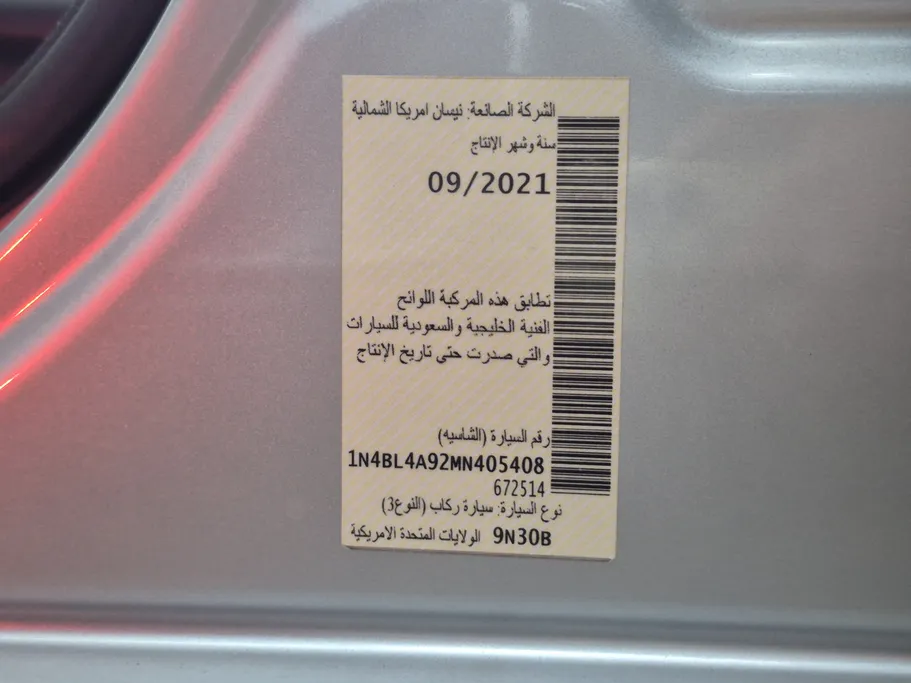 الشركة الصانعة: نيسان امريكا الشمالية
سنة وشهر الإنتاج
09/2021
تطابق هذه المركبة اللوائح
الفنية الخليجية والسعودية للسيارات
والتي صدرت حتى تاريخ الإنتاج
رقم السيارة (الشاسيه)
1N4BL4A92MN405408
672514
نوع السيارة: سيارة ركاب (النوع3)
9N30B الولايات المتحدة الامريكية